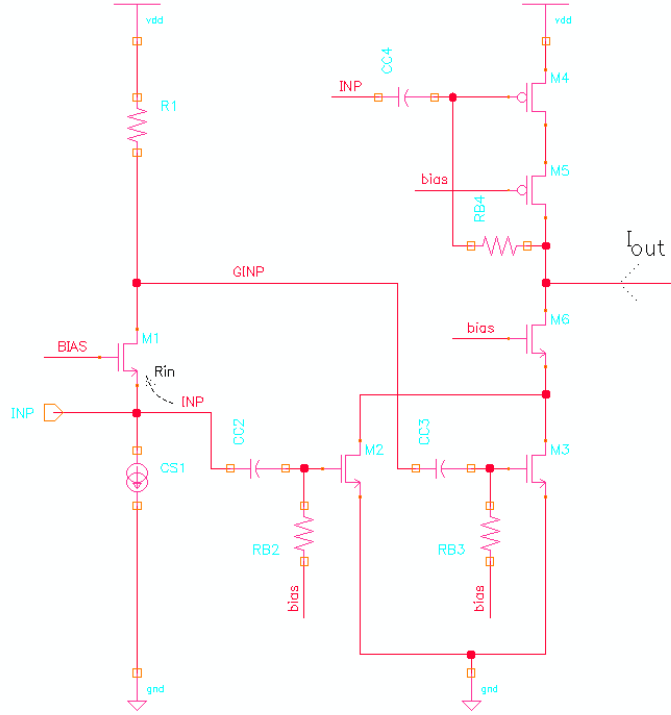 vdd
vdd
CC4
M4
INP
R1
M5
bias
RB4
Iout
GINP
M6
bias
M1
BIAS
Rin
INP
INP
CC2
CC3
M2
M3
CS1
RB2
RB3
bias
bias
gnd
gnd